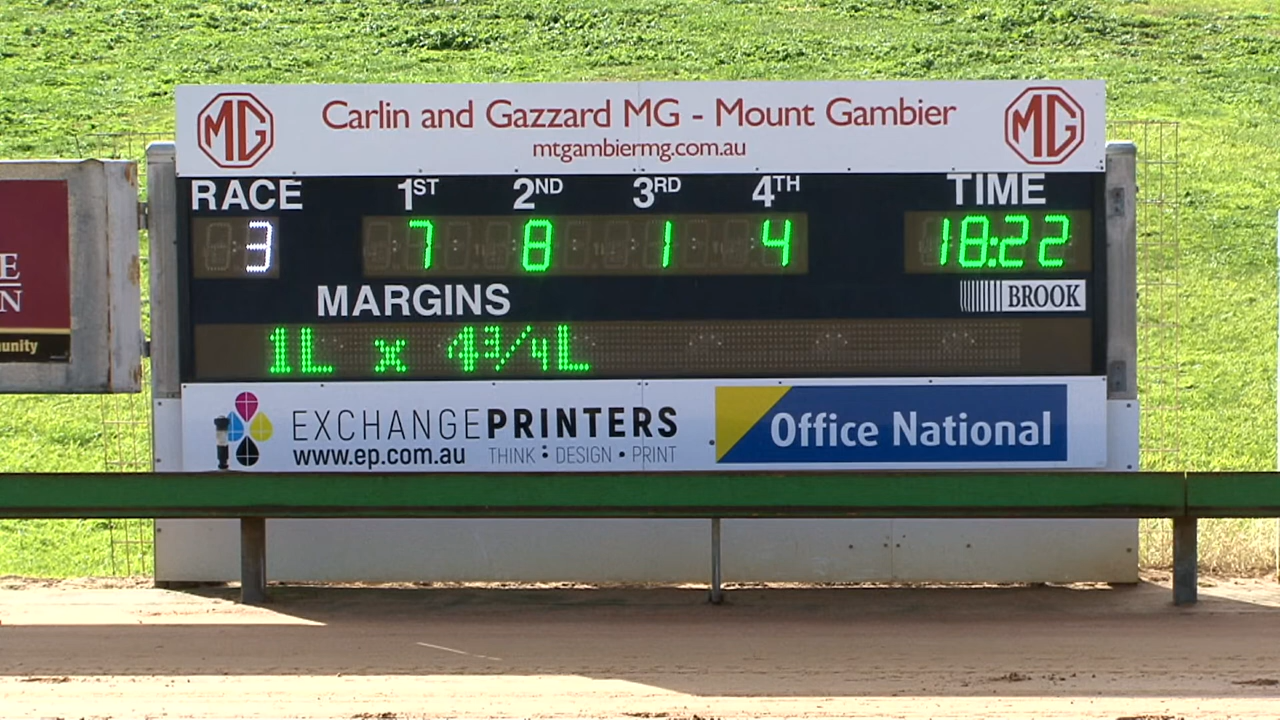 MG Carlin and Gazzard MG - Mount Gambier MG
mtgambiermg.com.au
RACE 1ST 2ND 3RD 4TH TIME
3 7 8 1 4 18:22
MARGINS BROOK
1L x 4¾L
EXCHANGEPRINTERS
www.ep.com.au THINK : DESIGN • PRINT
Office National
E
N
unity